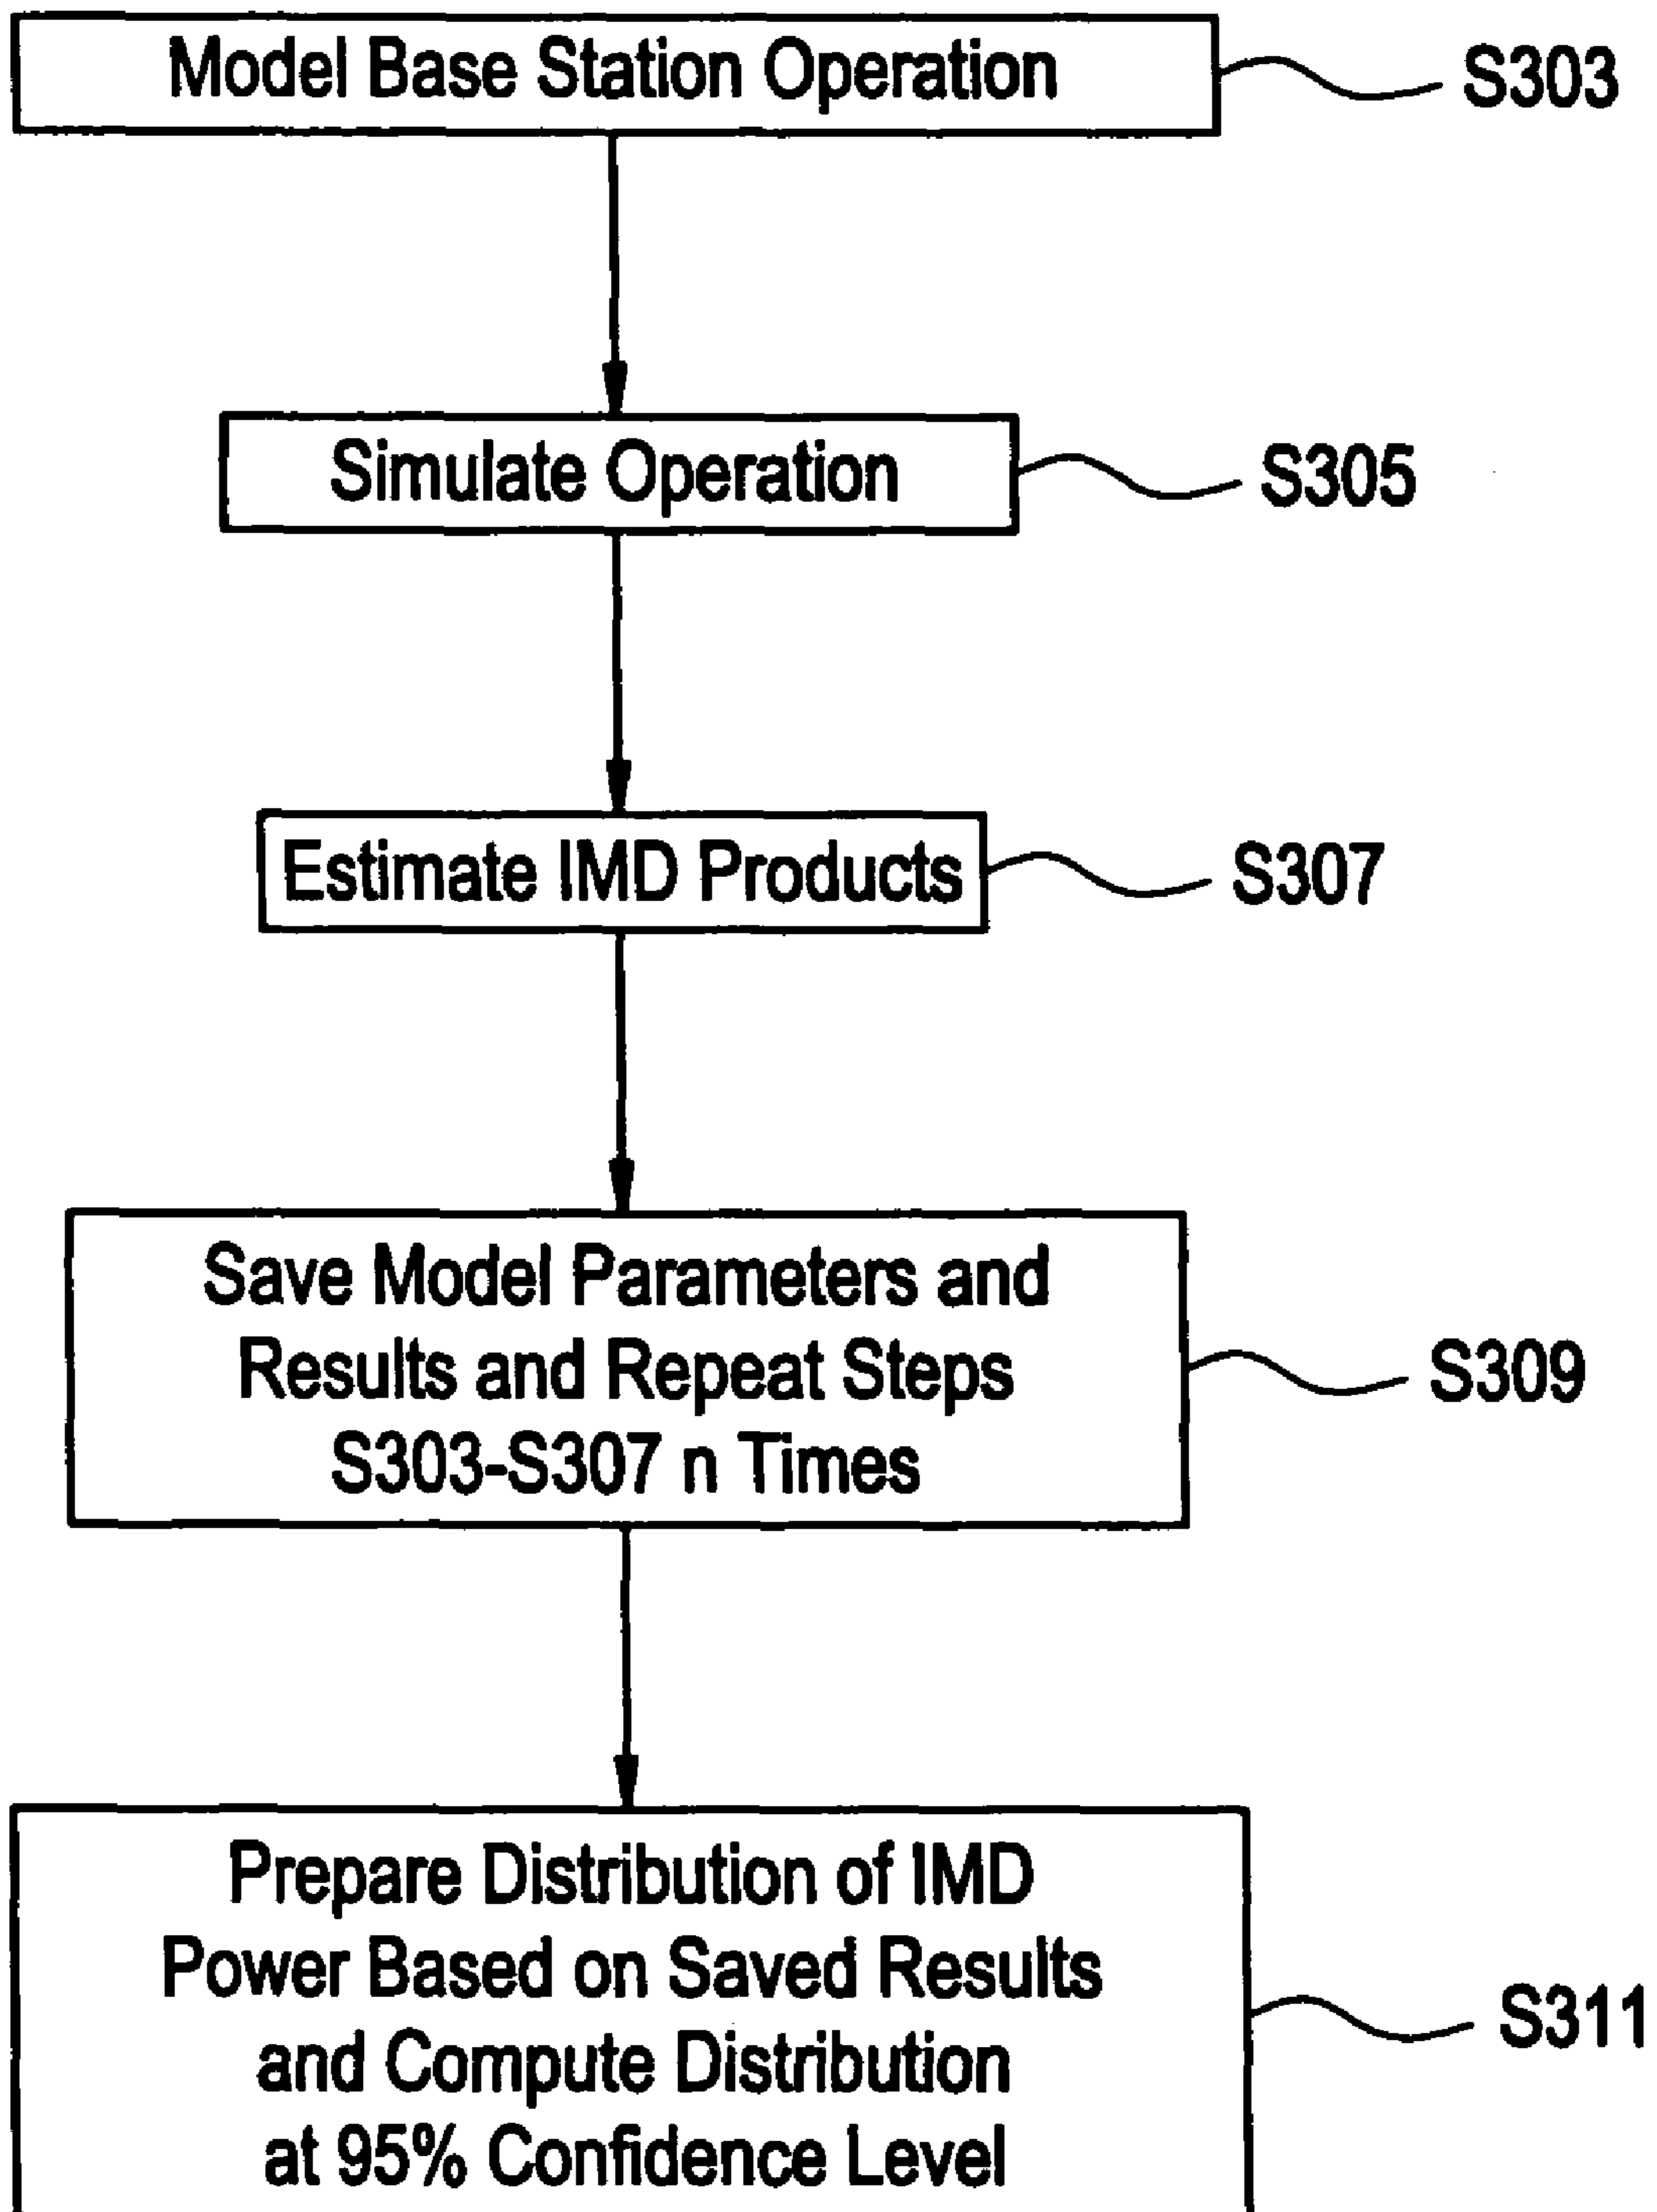 Model Base Station Operation
S303
Simulate Operation
S305
Estimate IMD Products
S307
Save Model Parameters and
Results and Repeat Steps
S303-S307 n Times
S309
Prepare Distribution of IMD
Power Based on Saved Results
and Compute Distribution
at 95% Confidence Level
S311